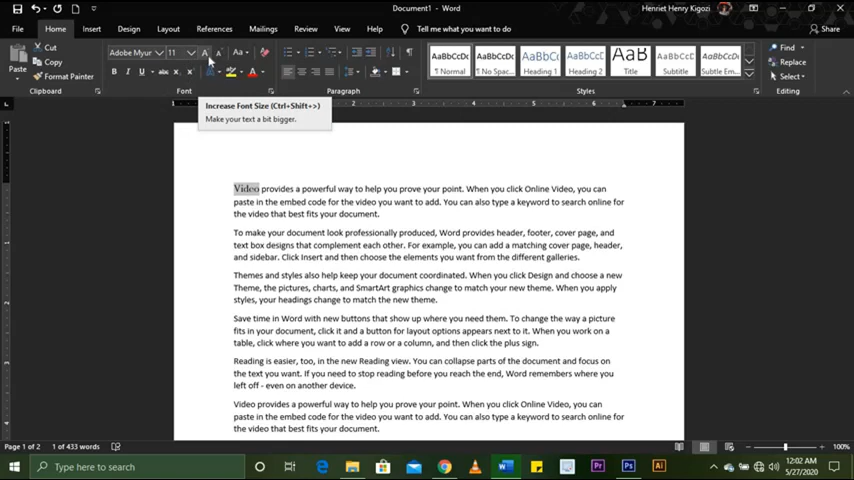 Document1 - Word
Henriet Henry Kigozi
File Home Insert Design Layout References Mailings Review View Help Tell me what you want to do Share
Paste
Cut
Copy
Format Painter
Clipboard
Adobe Myur 11 A A Aa
B I U abc x₂ x² A A
Font
Paragraph
AaBbCcDc AaBbCcDc AaBbCc AaBbCcD AaB AaBbCcD AaBbCcDc
¶ Normal ¶ No Spac... Heading 1 Heading 2 Title Subtitle Subtle Em...
Styles
Find
Replace
Select
Editing
Increase Font Size (Ctrl+Shift+>)
Make your text a bit bigger.
Video provides a powerful way to help you prove your point. When you click Online Video, you can
paste in the embed code for the video you want to add. You can also type a keyword to search online for
the video that best fits your document.
To make your document look professionally produced, Word provides header, footer, cover page, and
text box designs that complement each other. For example, you can add a matching cover page, header,
and sidebar. Click Insert and then choose the elements you want from the different galleries.
Themes and styles also help keep your document coordinated. When you click Design and choose a new
Theme, the pictures, charts, and SmartArt graphics change to match your new theme. When you apply
styles, your headings change to match the new theme.
Save time in Word with new buttons that show up where you need them. To change the way a picture
fits in your document, click it and a button for layout options appears next to it. When you work on a
table, click where you want to add a row or a column, and then click the plus sign.
Reading is easier, too, in the new Reading view. You can collapse parts of the document and focus on
the text you want. If you need to stop reading before you reach the end, Word remembers where you
left off - even on another device.
Video provides a powerful way to help you prove your point. When you click Online Video, you can
paste in the embed code for the video you want to add. You can also type a keyword to search online for
the video that best fits your document.
Page 1 of 2 1 of 433 words
100%
Type here to search
12:02 AM
5/27/2020